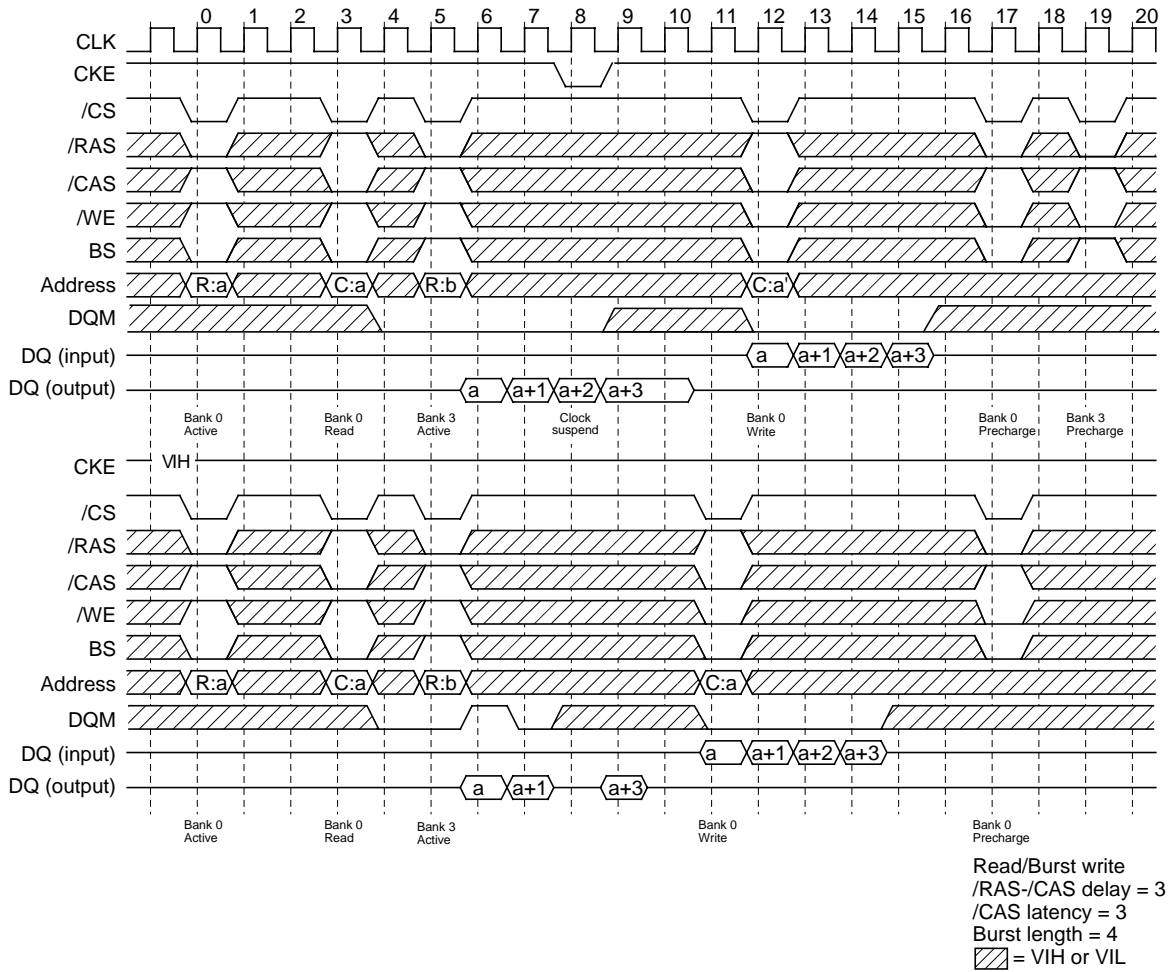 0 1 2 3 4 5 6 7 8 9 10 11 12 13 14 15 16 17 18 19 20
CLK
CKE
/CS
/RAS
/CAS
/WE
BS
Address R:a C:a R:b C:a'
DQM
DQ (input) a a+1 a+2 a+3
DQ (output) a a+1 a+2 a+3
Bank 0 Bank 0 Bank 3 Clock Bank 0 Bank 0 Bank 3
Active Read Active suspend Write Precharge Precharge
CKE VIH
/CS
/RAS
/CAS
/WE
BS
Address R:a C:a R:b C:a
DQM
DQ (input) a a+1 a+2 a+3
DQ (output) a a+1 a+3
Bank 0 Bank 0 Bank 3 Bank 0 Bank 0
Active Read Active Write Precharge
Read/Burst write
/RAS-/CAS delay = 3
/CAS latency = 3
Burst length = 4
= VIH or VIL